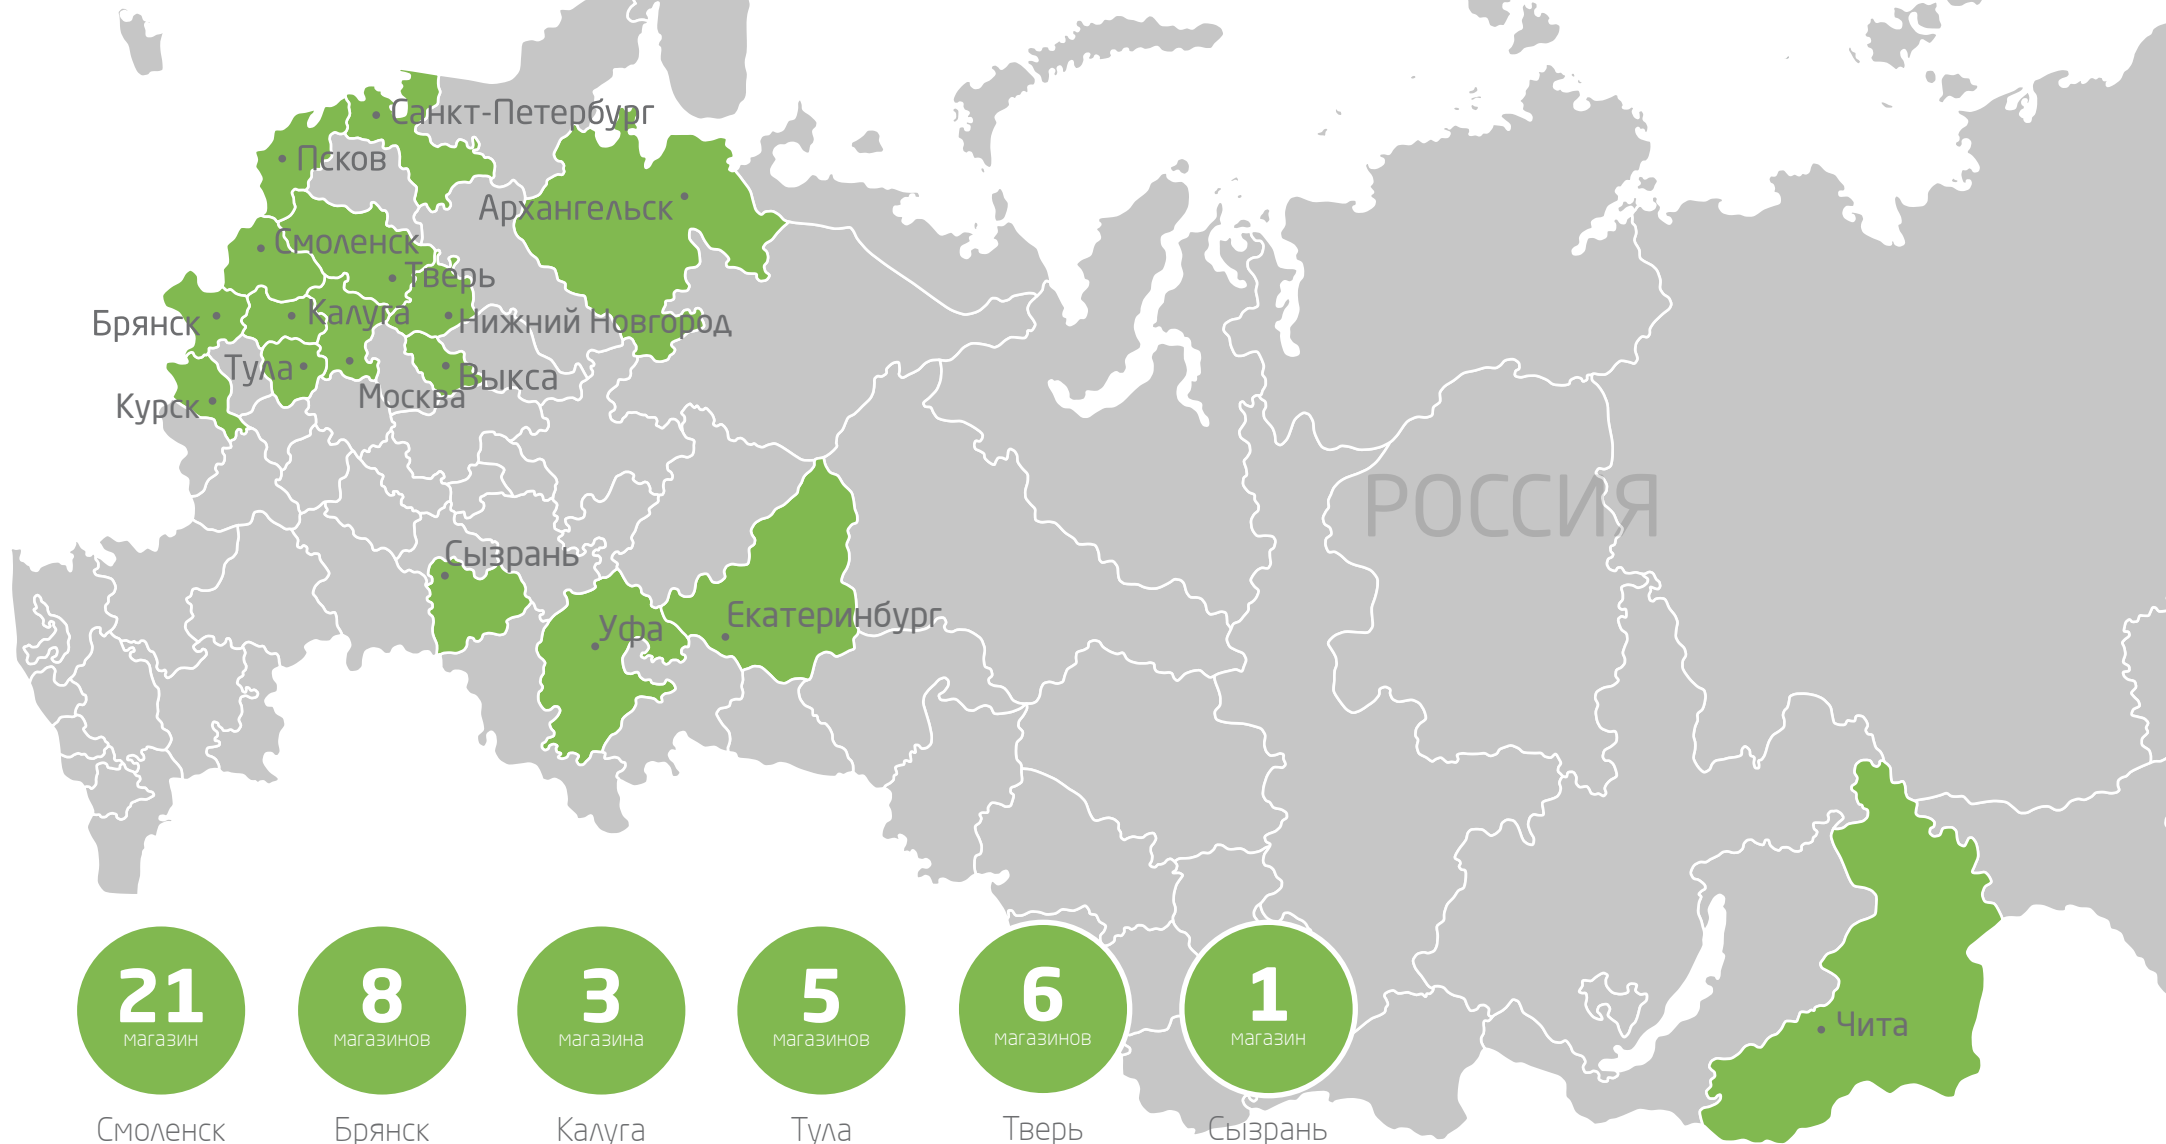 Санкт-Петербург
Псков
Архангельск
Смоленск
Тверь
Брянск
Калуга
Нижний Новгород
Тула
Выкса
Москва
Курск
РОССИЯ
Сызрань
Екатеринбург
Уфа
Чита
21
магазин
Смоленск
8
магазинов
Брянск
3
магазина
Калуга
5
магазинов
Тула
6
магазинов
Тверь
1
магазин
Сызрань